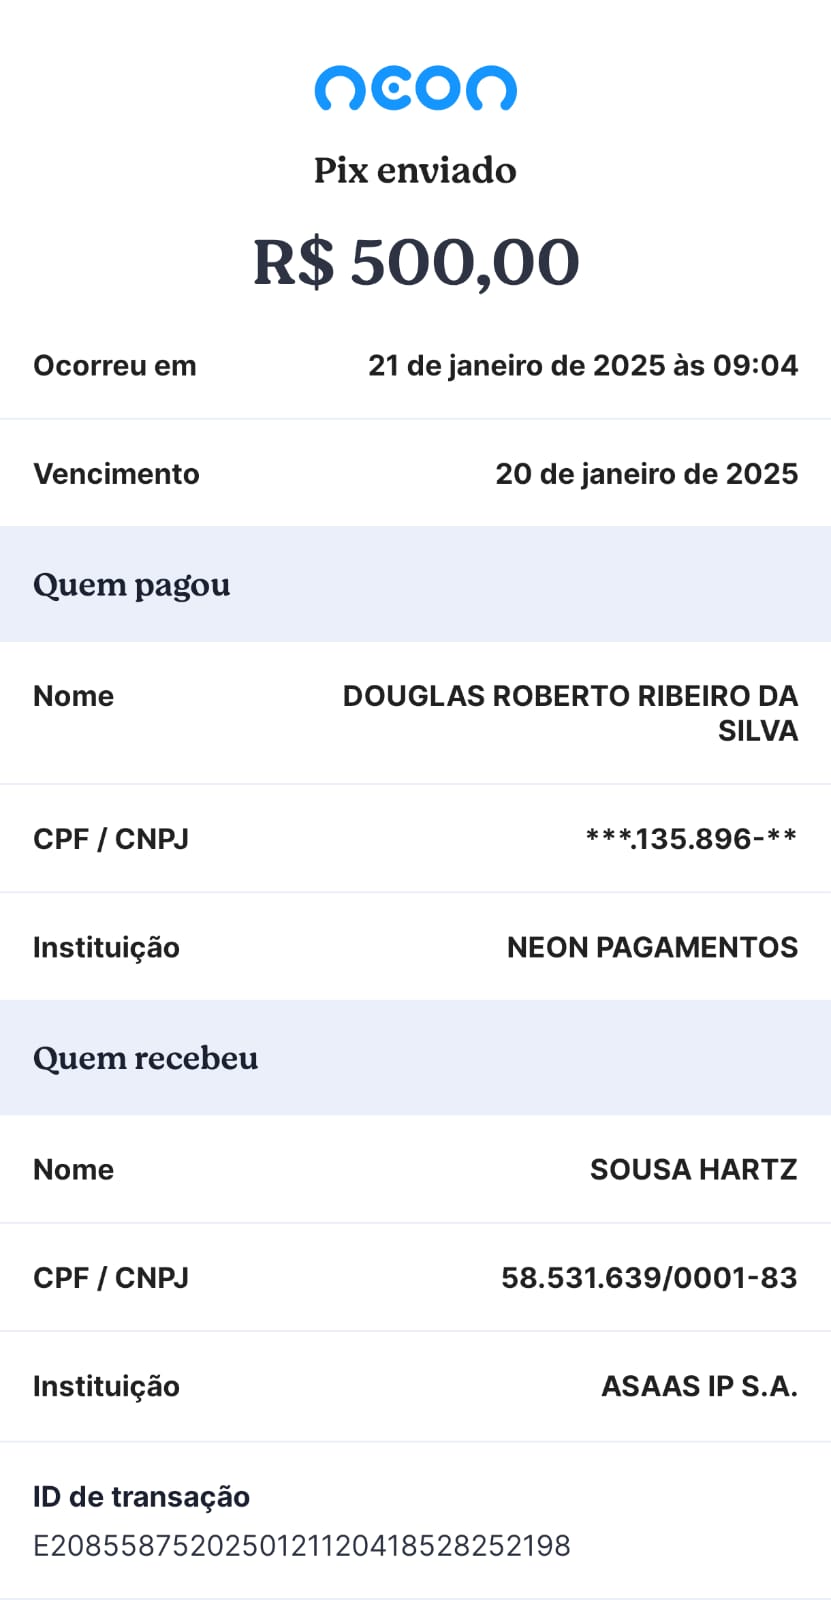 neon
Pix enviado
R$ 500,00
Ocorreu em 21 de janeiro de 2025 às 09:04
Vencimento 20 de janeiro de 2025
Quem pagou
Nome DOUGLAS ROBERTO RIBEIRO DA
SILVA
CPF / CNPJ ***.135.896-**
Instituição NEON PAGAMENTOS
Quem recebeu
Nome SOUSA HARTZ
CPF / CNPJ 58.531.639/0001-83
Instituição ASAAS IP S.A.
ID de transação
E20855875202501211204185282​52198